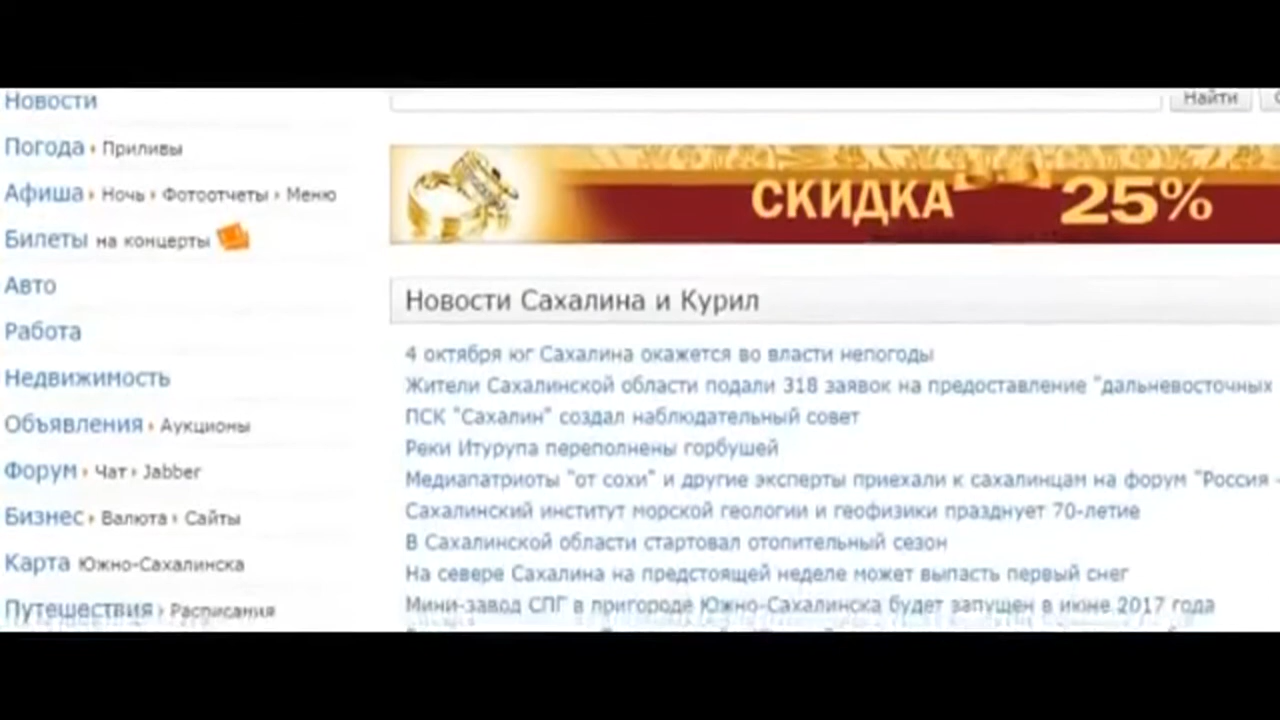 Новости
Погода › Приливы
Афиша › Ночь › Фотоотчеты › Меню
Билеты на концерты
Авто
Работа
Недвижимость
Объявления › Аукционы
Форум › Чат › Jabber
Бизнес › Валюта › Сайты
Карта Южно-Сахалинска
Путешествия › Расписания
Найти
СКИДКА 25%
Новости Сахалина и Курил
4 октября юг Сахалина окажется во власти непогоды
Жители Сахалинской области подали 318 заявок на предоставление "дальневосточных
ПСК "Сахалин" создал наблюдательный совет
Реки Итурупа переполнены горбушей
Медиапатриоты "от сохи" и другие эксперты приехали к сахалинцам на форум "Россия -
Сахалинский институт морской геологии и геофизики празднует 70-летие
В Сахалинской области стартовал отопительный сезон
На севере Сахалина на предстоящей неделе может выпасть первый снег
Мини-завод СПГ в пригороде Южно-Сахалинска будет запущен в июне 2017 года